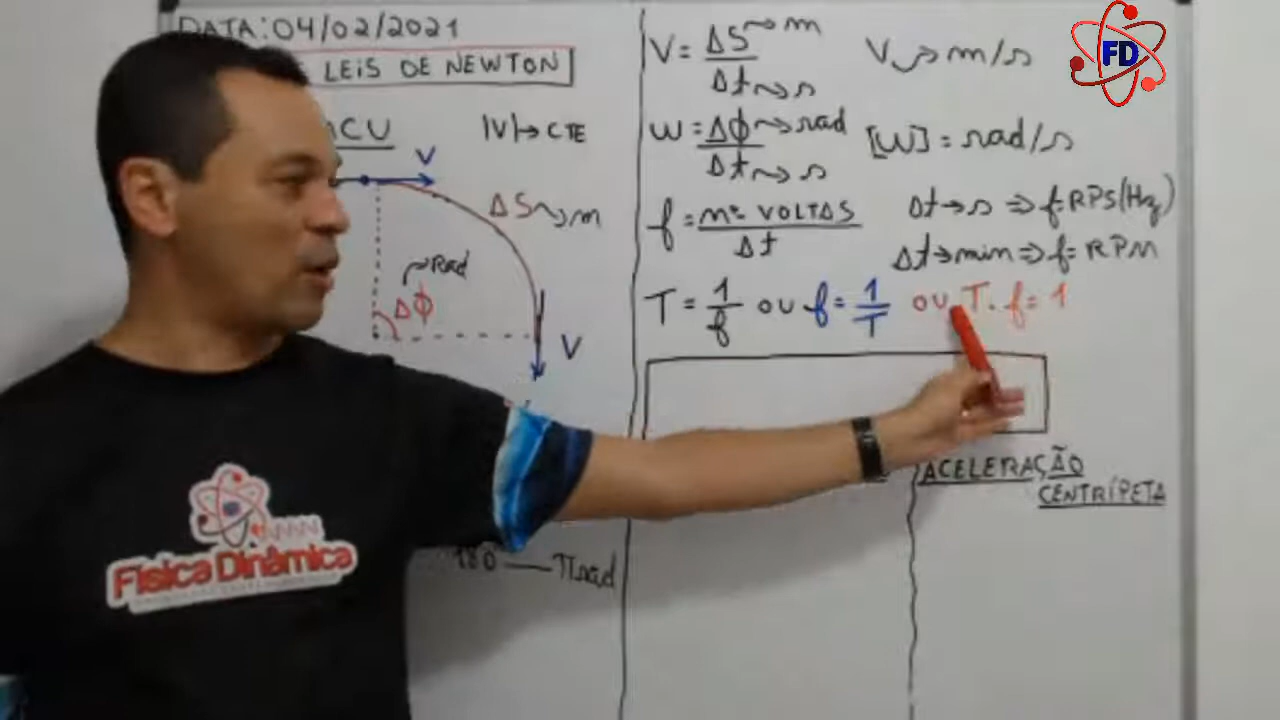 DATA: 04/02/2021
LEIS DE NEWTON
MCU
|V| → CTE
V
ΔS ~> m
Rad
Δϕ
V
180 — π rad
V = ΔS ~> m / Δt ~> s
V ~> m/s
W = Δϕ ~> rad / Δt ~> s
[W] = rad/s
f = nº VOLTAS / Δt
Δt → s ⇒ f = RPS (Hz)
Δt → min ⇒ f = RPM
T = 1/f ou f = 1/T ou T. f = 1
ACELERAÇÃO
CENTRÍPETA
FD
Física Dinâmica